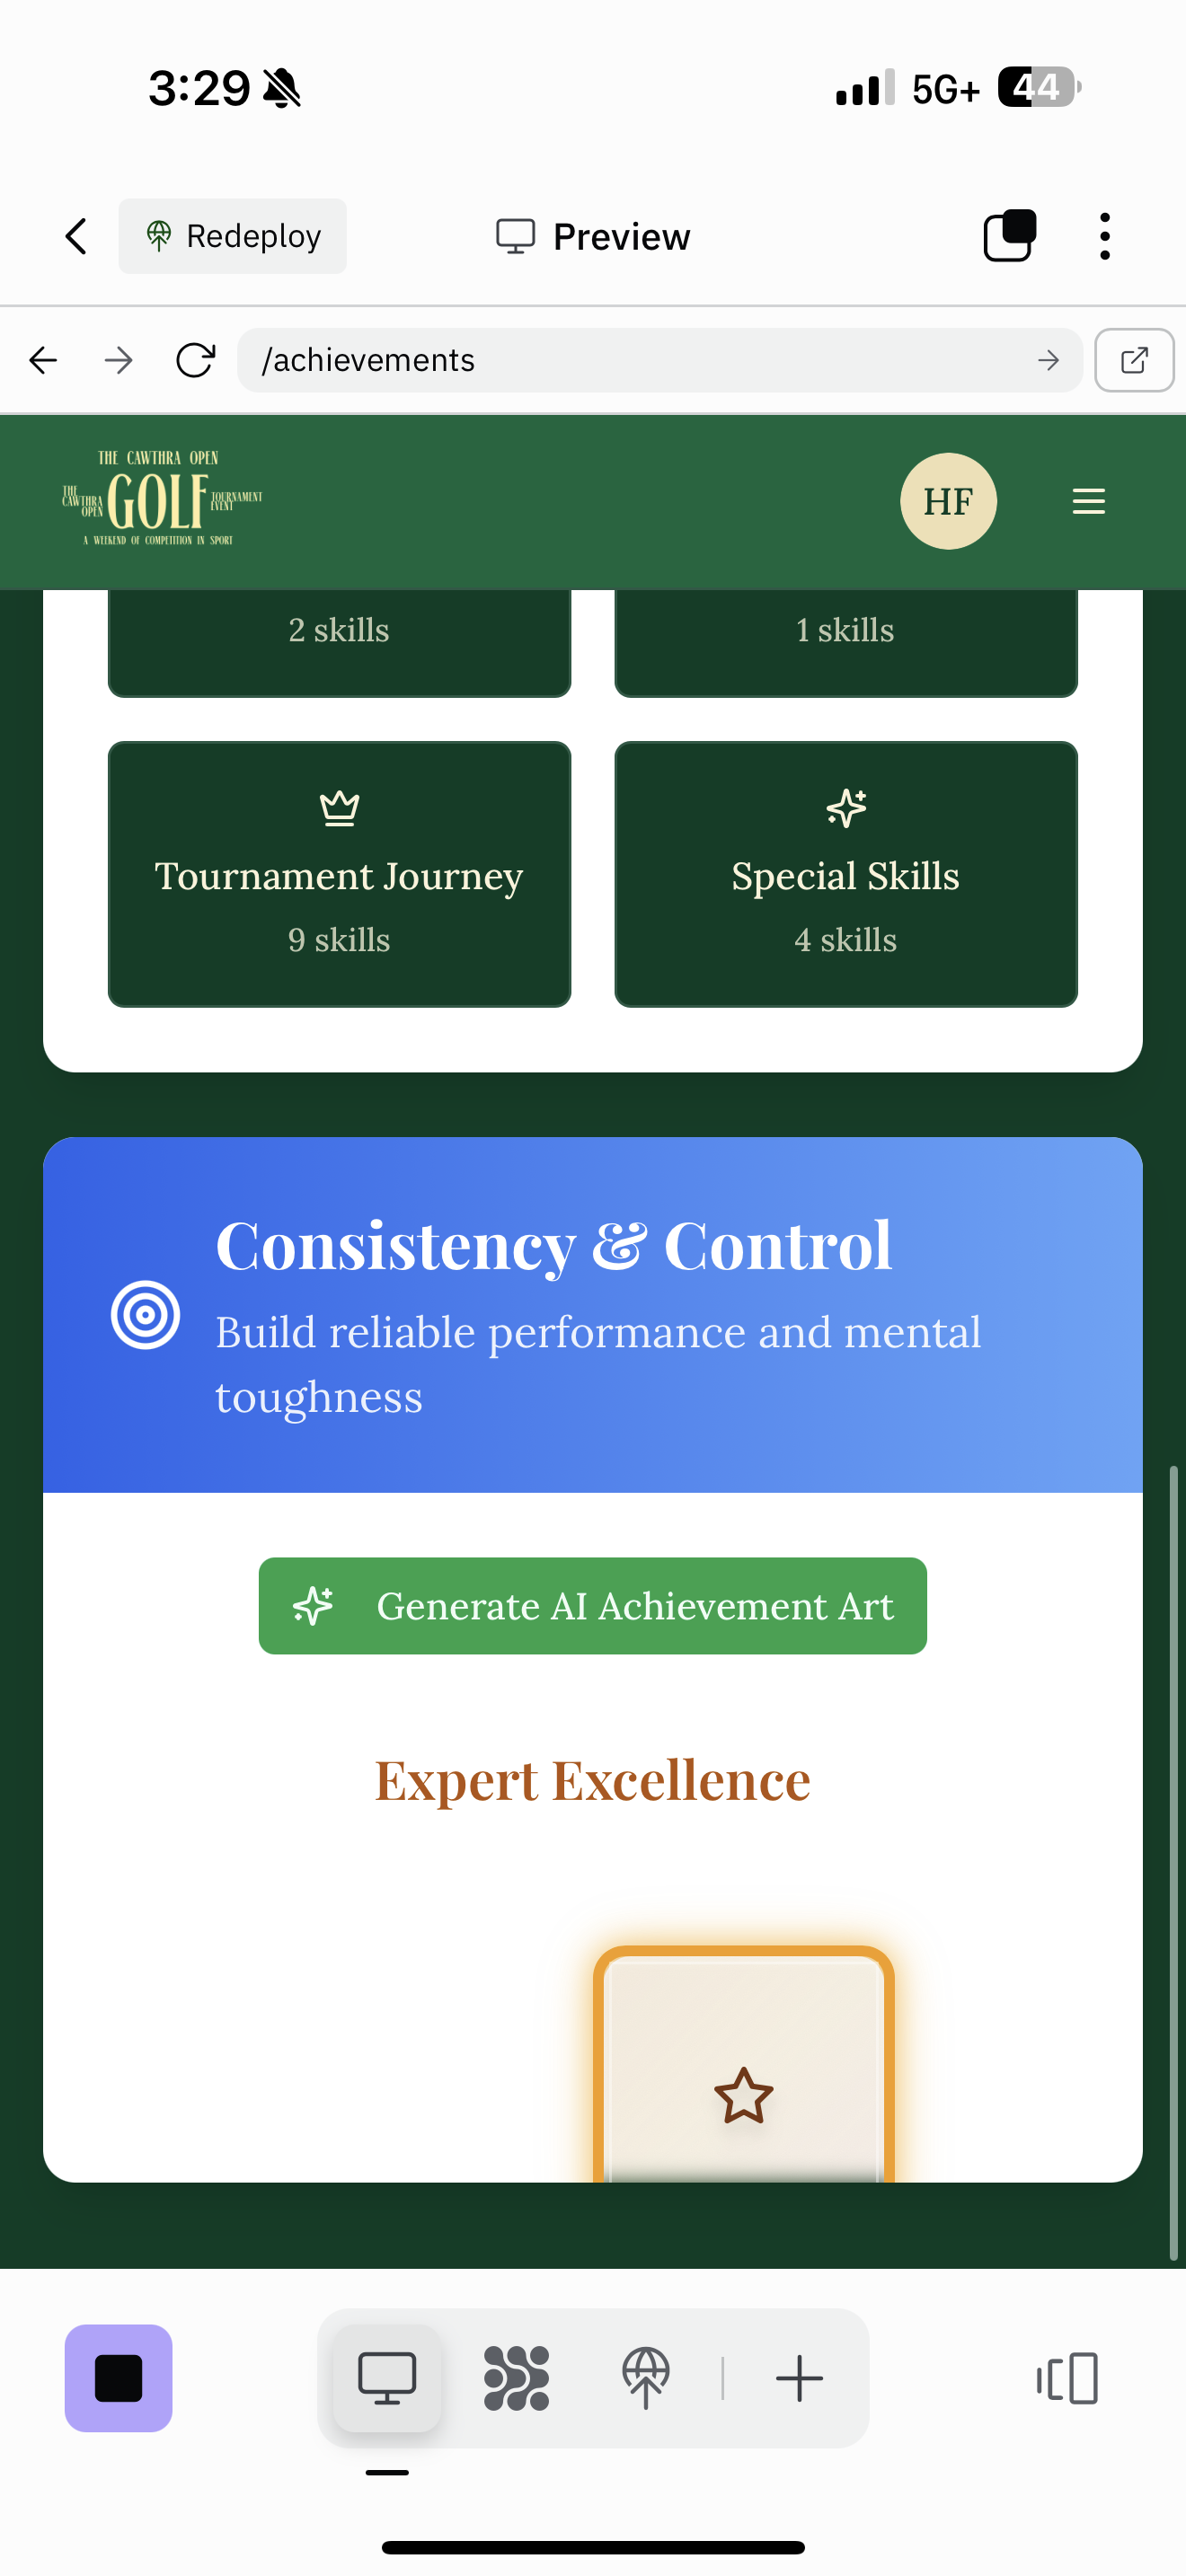 3:29
5G+
44
Redeploy
Preview
/achievements
THE CAWTHRA OPEN
THE CAWTHRA OPEN
GOLF
TOURNAMENT EVENT
A WEEKEND OF COMPETITION IN SPORT
HF
2 skills
1 skills
Tournament Journey
Special Skills
9 skills
4 skills
Consistency & Control
Build reliable performance and mental
toughness
Generate AI Achievement Art
Expert Excellence